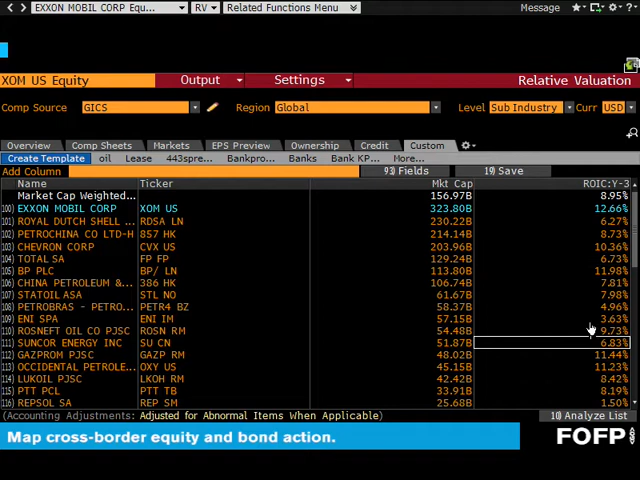 EXXON MOBIL CORP Equ... RV Related Functions Menu Message
XOM US Equity Output Settings Relative Valuation
Comp Source GICS Region Global Level Sub Industry Curr USD
Overview Comp Sheets Markets EPS Preview Ownership Credit Custom
Create Template oil Lease 443spre... Bankpro... Banks Bank KP... More...
Add Column 93) Fields 19) Save
Name Ticker Mkt Cap ROIC:Y-3
Market Cap Weighted... 156.97B 8.95%
100) EXXON MOBIL CORP XOM US 323.80B 12.66%
101) ROYAL DUTCH SHELL ... RDSA LN 230.22B 6.27%
102) PETROCHINA CO LTD-H 857 HK 214.14B 8.73%
103) CHEVRON CORP CVX US 203.96B 10.36%
104) TOTAL SA FP FP 129.24B 6.73%
105) BP PLC BP/ LN 113.80B 11.98%
106) CHINA PETROLEUM &... 386 HK 106.74B 7.81%
107) STATOIL ASA STL NO 61.67B 7.98%
108) PETROBRAS - PETRO... PETR4 BZ 58.37B 4.96%
109) ENI SPA ENI IM 57.15B 3.63%
110) ROSNEFT OIL CO PJSC ROSN RM 54.48B 9.73%
111) SUNCOR ENERGY INC SU CN 51.87B 6.83%
112) GAZPROM PJSC GAZP RM 48.02B 11.44%
113) OCCIDENTAL PETROLE... OXY US 45.15B 11.23%
114) LUKOIL PJSC LKOH RM 42.42B 8.42%
115) PTT PCL PTT TB 33.91B 8.19%
116) REPSOL SA REP SM 25.68B 1.50%
(Accounting Adjustments: Adjusted for Abnormal Items When Applicable) 10) Analyze List
Map cross-border equity and bond action. FOFP